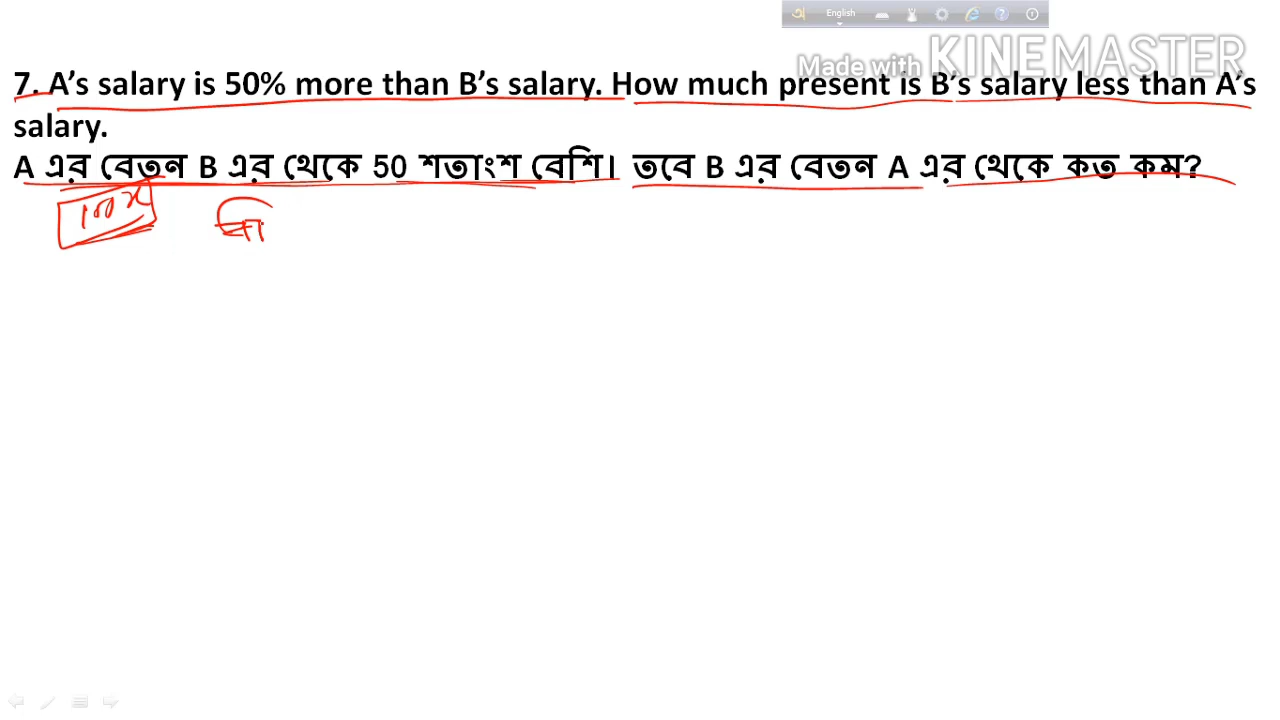 English
Made with KINEMASTER
7. A’s salary is 50% more than B’s salary. How much present is B’s salary less than A’s
salary.
A এর বেতন B এর থেকে 50 শতাংশ বেশি। তবে B এর বেতন A এর থেকে কত কম?